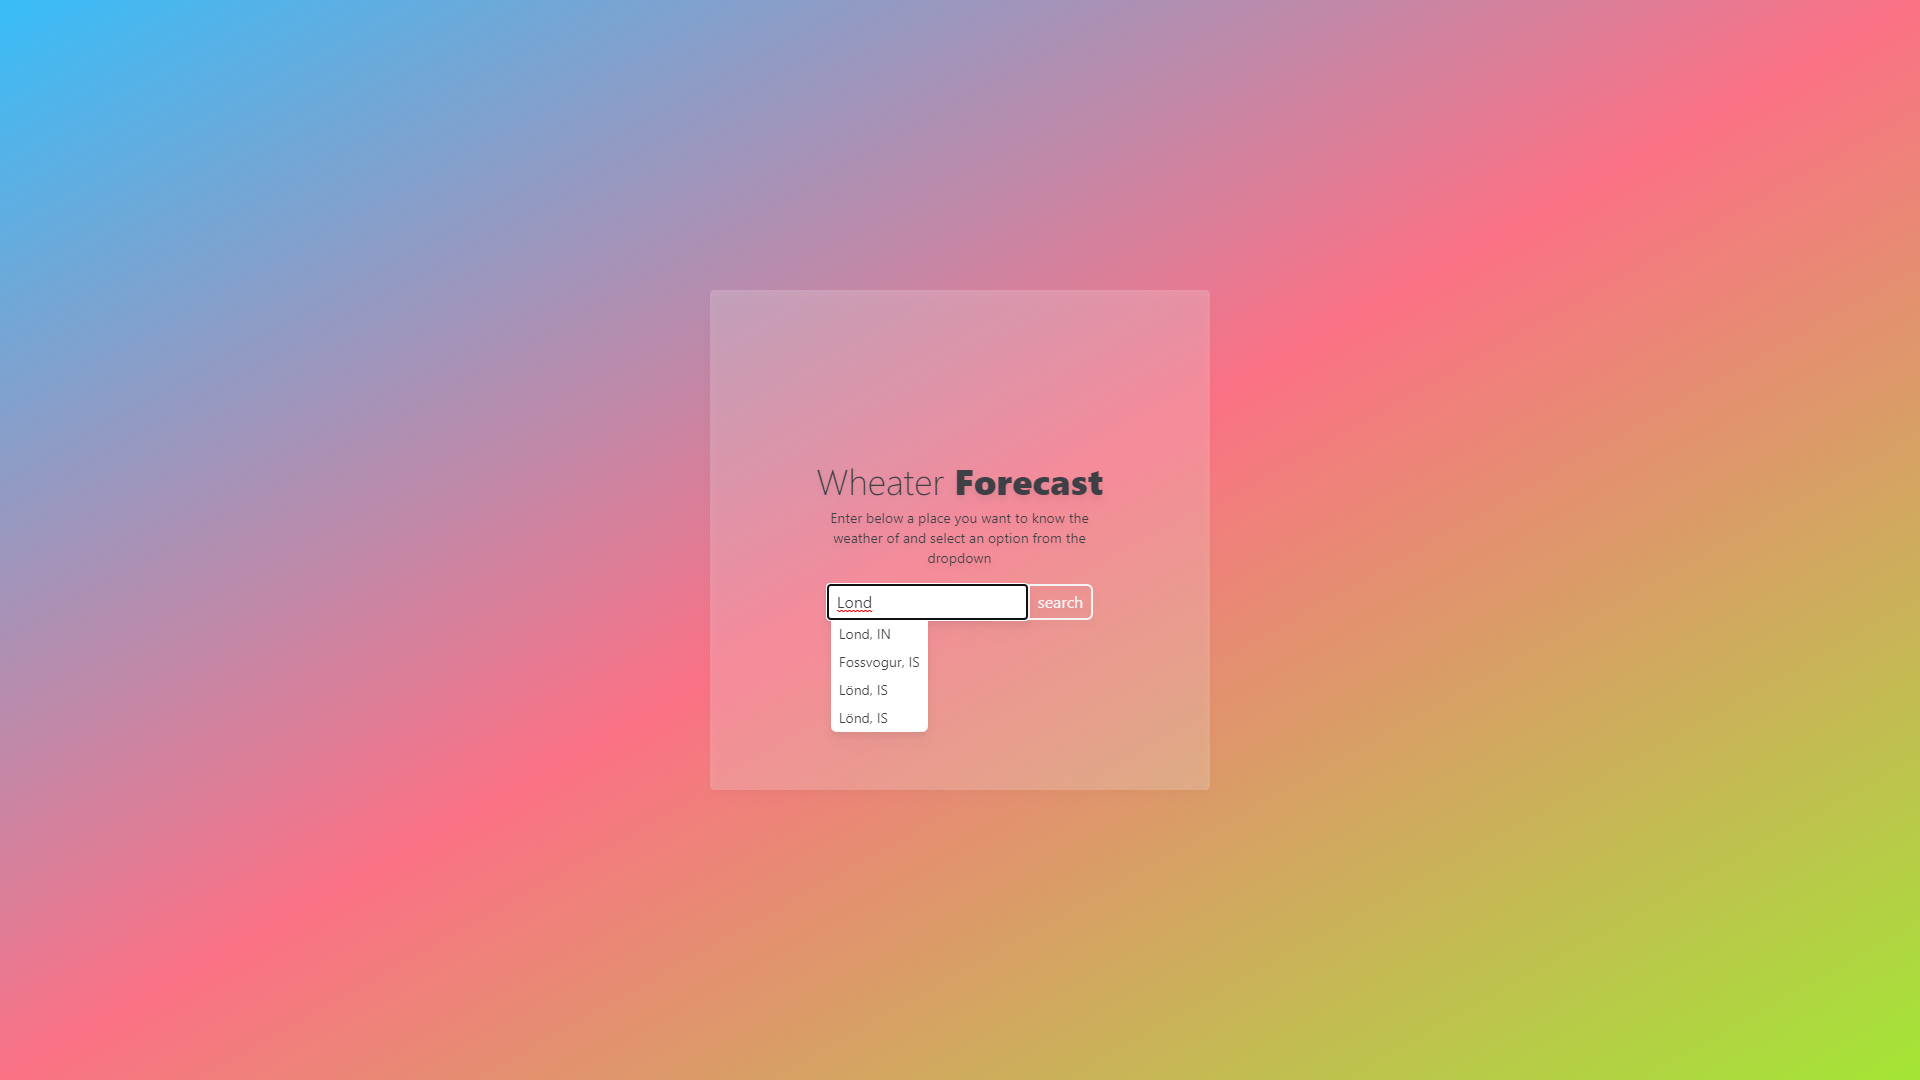 Wheater Forecast
Enter below a place you want to know the
weather of and select an option from the
dropdown
Lond search
Lond, IN
Fossvogur, IS
Lönd, IS
Lönd, IS